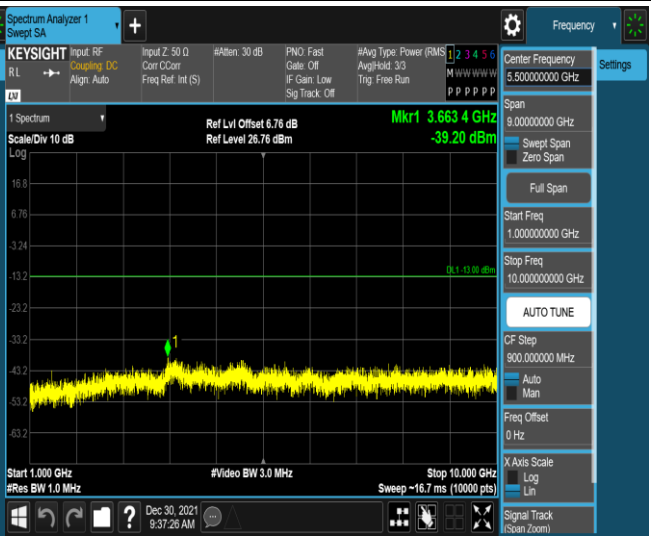 Spectrum Analyzer 1
Swept SA
+
Frequency
KEYSIGHT
RL
LXI
Input: RF
Coupling: DC
Align: Auto
Input Z: 50 Ω
Corr CCorr
Freq Ref: Int (S)
#Atten: 30 dB
PNO: Fast
Gate: Off
IF Gain: Low
Sig Track: Off
#Avg Type: Power (RMS
Avg|Hold: 3/3
Trig: Free Run
1 2 3 4 5 6
M W W W W W
P P P P P P
1 Spectrum
Scale/Div 10 dB
Log
Ref Lvl Offset 6.76 dB
Ref Level 26.76 dBm
Mkr1 3.663 4 GHz
-39.20 dBm
16.8
6.76
-3.24
-13.2
DL1 -13.00 dBm
-23.2
-33.2
1
-43.2
-53.2
-63.2
Start 1.000 GHz
#Res BW 1.0 MHz
#Video BW 3.0 MHz
Stop 10.000 GHz
Sweep ~16.7 ms (10000 pts)
?
Dec 30, 2021
9:37:26 AM
Center Frequency
5.500000000 GHz
Settings
Span
9.00000000 GHz
Swept Span
Zero Span
Full Span
Start Freq
1.000000000 GHz
Stop Freq
10.000000000 GHz
AUTO TUNE
CF Step
900.000000 MHz
Auto
Man
Freq Offset
0 Hz
X Axis Scale
Log
Lin
Signal Track
(Span Zoom)